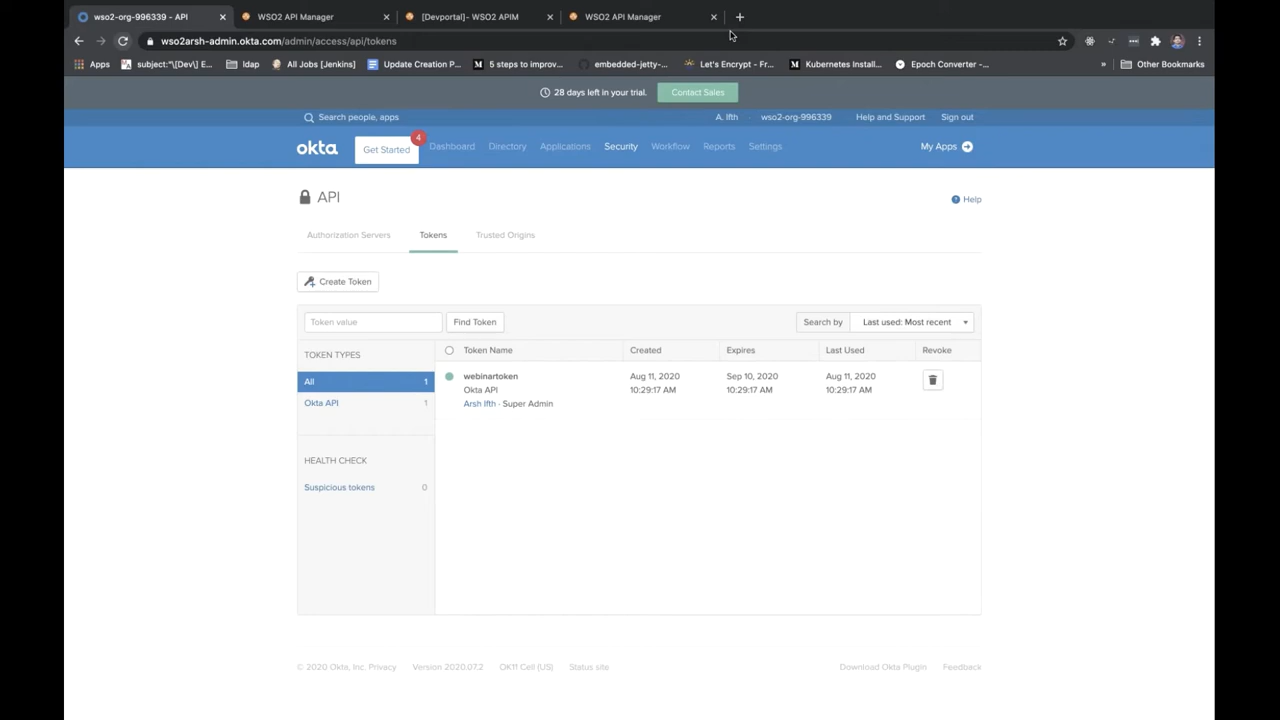 wso2-org-996339 - API
WSO2 API Manager
[Devportal]- WSO2 APIM
WSO2 API Manager
wso2arsh-admin.okta.com/admin/access/api/tokens
Apps
subject:"\[Dev\] E...
ldap
All Jobs [Jenkins]
Update Creation P...
5 steps to improv...
embedded-jetty-...
Let's Encrypt - Fr...
Kubernetes Install...
Epoch Converter -...
»
Other Bookmarks
28 days left in your trial.
Contact Sales
Search people, apps
A. Ifth
wso2-org-996339
Help and Support
Sign out
okta
Get Started
4
Dashboard
Directory
Applications
Security
Workflow
Reports
Settings
My Apps
API
Help
Authorization Servers
Tokens
Trusted Origins
Create Token
Token value
Find Token
Search by
Last used: Most recent
TOKEN TYPES
Token Name
Created
Expires
Last Used
Revoke
All 1
Okta API 1
webinartoken
Okta API
Arsh Ifth - Super Admin
Aug 11, 2020
10:29:17 AM
Sep 10, 2020
10:29:17 AM
Aug 11, 2020
10:29:17 AM
HEALTH CHECK
Suspicious tokens 0
© 2020 Okta, Inc. Privacy
Version 2020.07.2
OK11 Cell (US)
Status site
Download Okta Plugin
Feedback